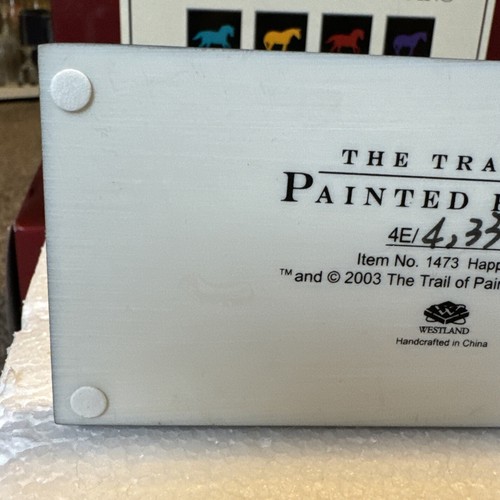 THE TRA
PAINTED
4E/4,33
Item No. 1473 Happ
™ and © 2003 The Trail of Pain
WESTLAND
Handcrafted in China